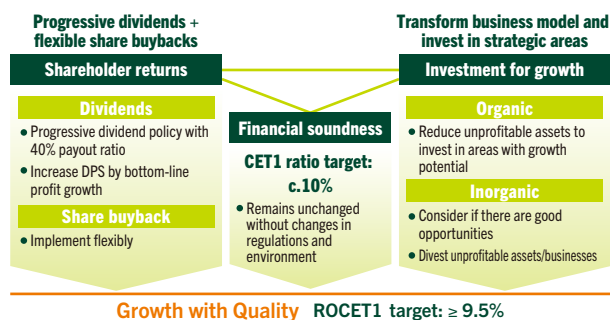 Progressive dividends +
flexible share buybacks
Shareholder returns
Dividends
• Progressive dividend policy with
40% payout ratio
• Increase DPS by bottom-line
profit growth
Share buyback
• Implement flexibly
Financial soundness
CET1 ratio target:
c.10%
• Remains unchanged
without changes in
regulations and
environment
Transform business model and
invest in strategic areas
Investment for growth
Organic
• Reduce unprofitable assets to
invest in areas with growth
potential
Inorganic
• Consider if there are good
opportunities
• Divest unprofitable assets/businesses
Growth with Quality ROCET1 target: ≥ 9.5%